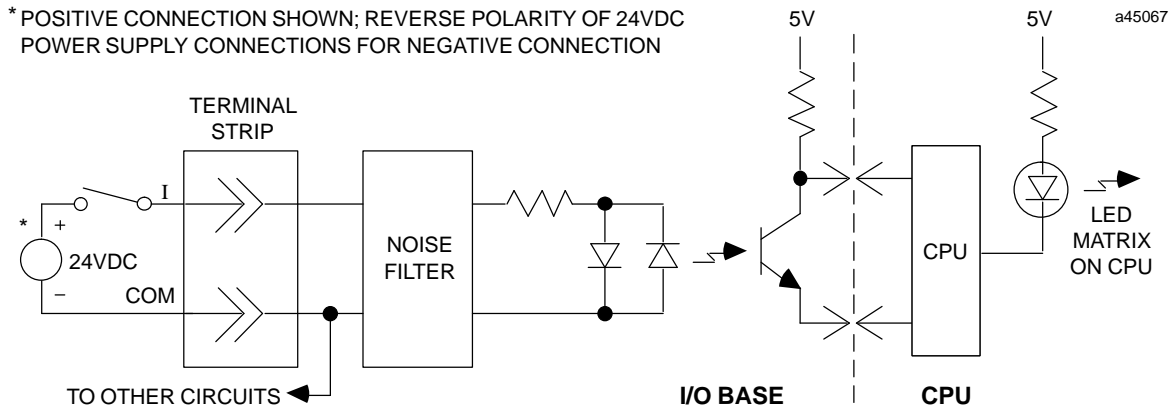 * POSITIVE CONNECTION SHOWN; REVERSE POLARITY OF 24VDC
POWER SUPPLY CONNECTIONS FOR NEGATIVE CONNECTION
5V
5V
a45067
TERMINAL
STRIP
I
*
+
24VDC
–
COM
NOISE
FILTER
CPU
LED
MATRIX
ON CPU
TO OTHER CIRCUITS
I/O BASE
CPU